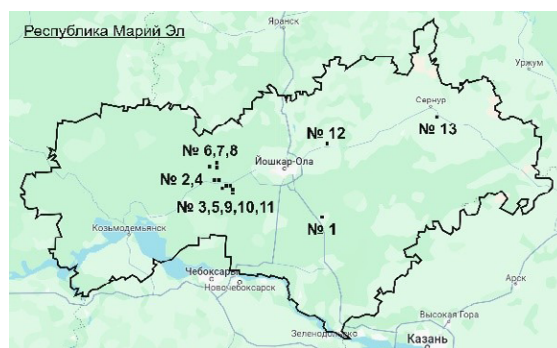 Республика Марий Эл
Яранск
Уржум
Сернур
№ 13
№ 12
№ 6,7,8
Йошкар-Ола
№ 2,4
№ 3,5,9,10,11
№ 1
Козьмодемьянск
Чебоксары
Новочебоксарск
Арск
Высокая Гора
Зеленодольск
Казань